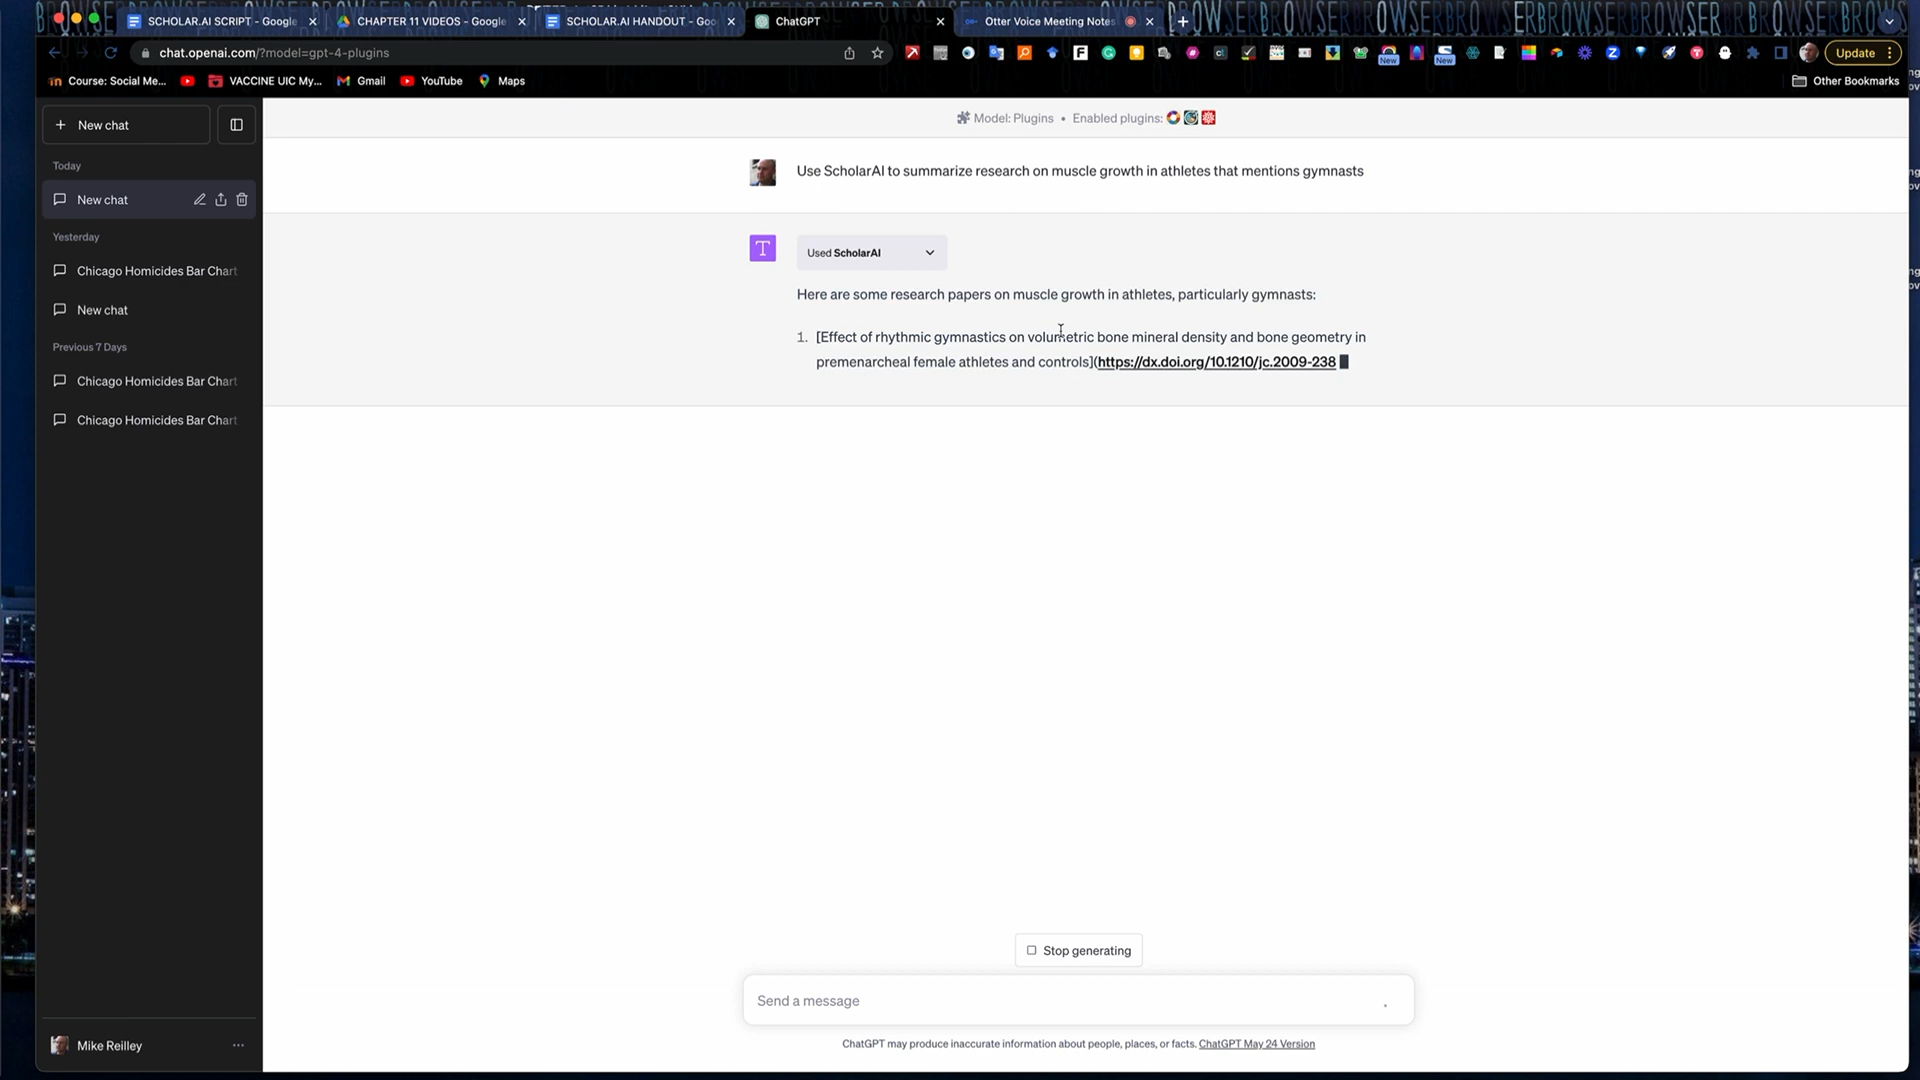 SCHOLAR.AI SCRIPT - Google
CHAPTER 11 VIDEOS - Google
SCHOLAR.AI HANDOUT - Goo
ChatGPT
Otter Voice Meeting Notes
chat.openai.com/?model=gpt-4-plugins
New
New
Update
Course: Social Me...
VACCINE UIC My...
Gmail
YouTube
Maps
Other Bookmarks
New chat
Model: Plugins • Enabled plugins:
Today
New chat
Yesterday
Chicago Homicides Bar Chart
New chat
Previous 7 Days
Chicago Homicides Bar Chart
Chicago Homicides Bar Chart
Use ScholarAI to summarize research on muscle growth in athletes that mentions gymnasts
Used ScholarAI
Here are some research papers on muscle growth in athletes, particularly gymnasts:
1. [Effect of rhythmic gymnastics on volumetric bone mineral density and bone geometry in
premenarcheal female athletes and controls](https://dx.doi.org/10.1210/jc.2009-238
Stop generating
Send a message
ChatGPT may produce inaccurate information about people, places, or facts. ChatGPT May 24 Version
Mike Reilley